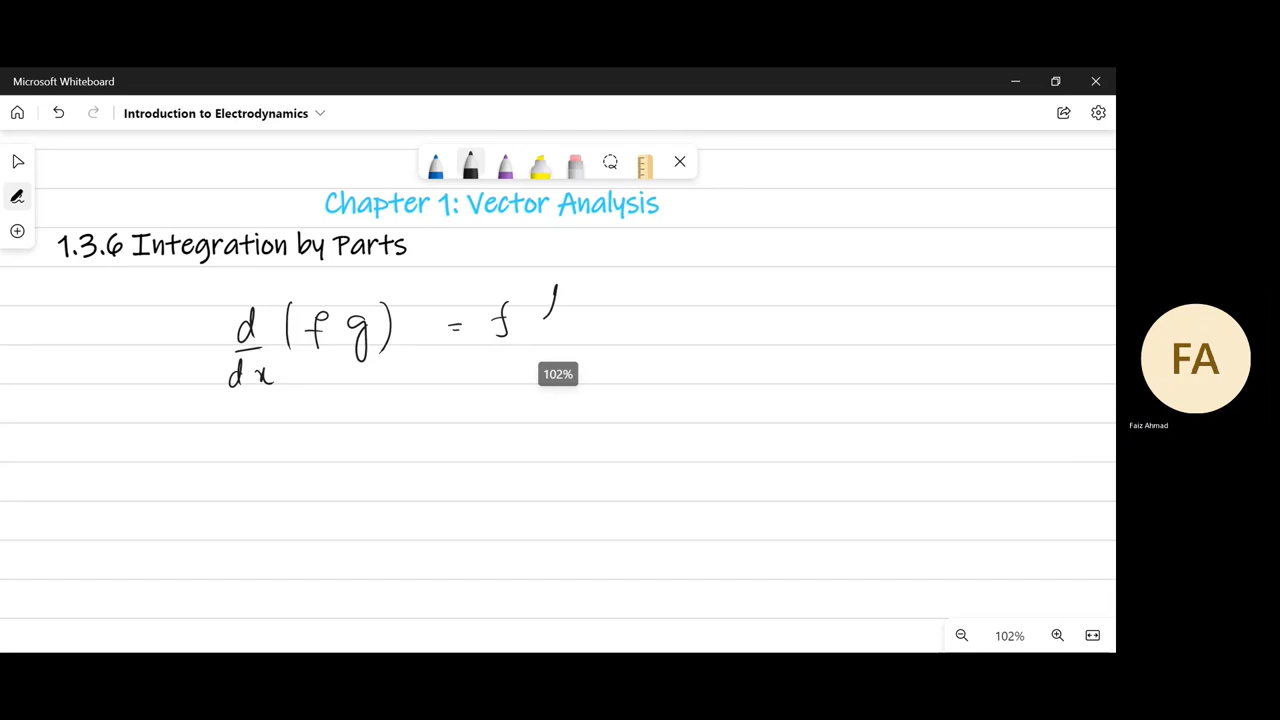 Microsoft Whiteboard
Introduction to Electrodynamics
Chapter 1: Vector Analysis
1.3.6 Integration by Parts
d/dx (f g) = f
102%
FA
Faiz Ahmad
102%